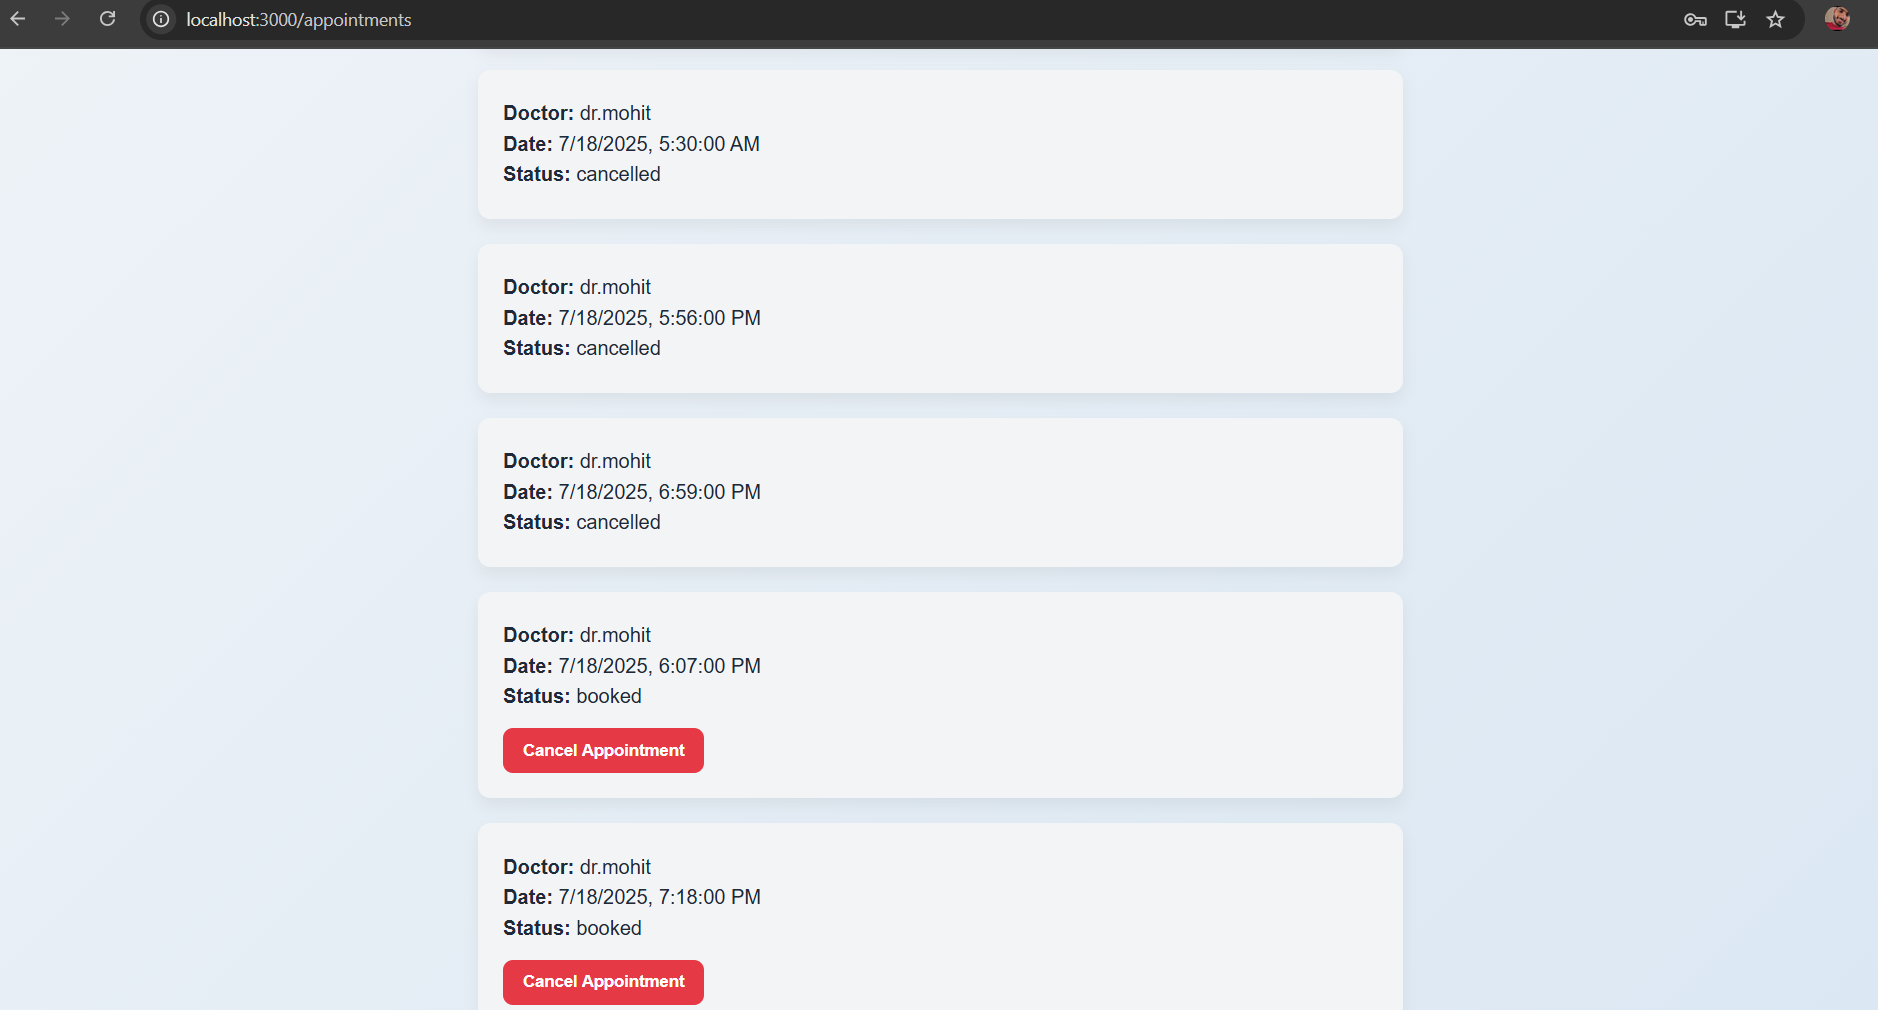 localhost:3000/appointments
Doctor: dr.mohit
Date: 7/18/2025, 5:30:00 AM
Status: cancelled
Doctor: dr.mohit
Date: 7/18/2025, 5:56:00 PM
Status: cancelled
Doctor: dr.mohit
Date: 7/18/2025, 6:59:00 PM
Status: cancelled
Doctor: dr.mohit
Date: 7/18/2025, 6:07:00 PM
Status: booked
Cancel Appointment
Doctor: dr.mohit
Date: 7/18/2025, 7:18:00 PM
Status: booked
Cancel Appointment